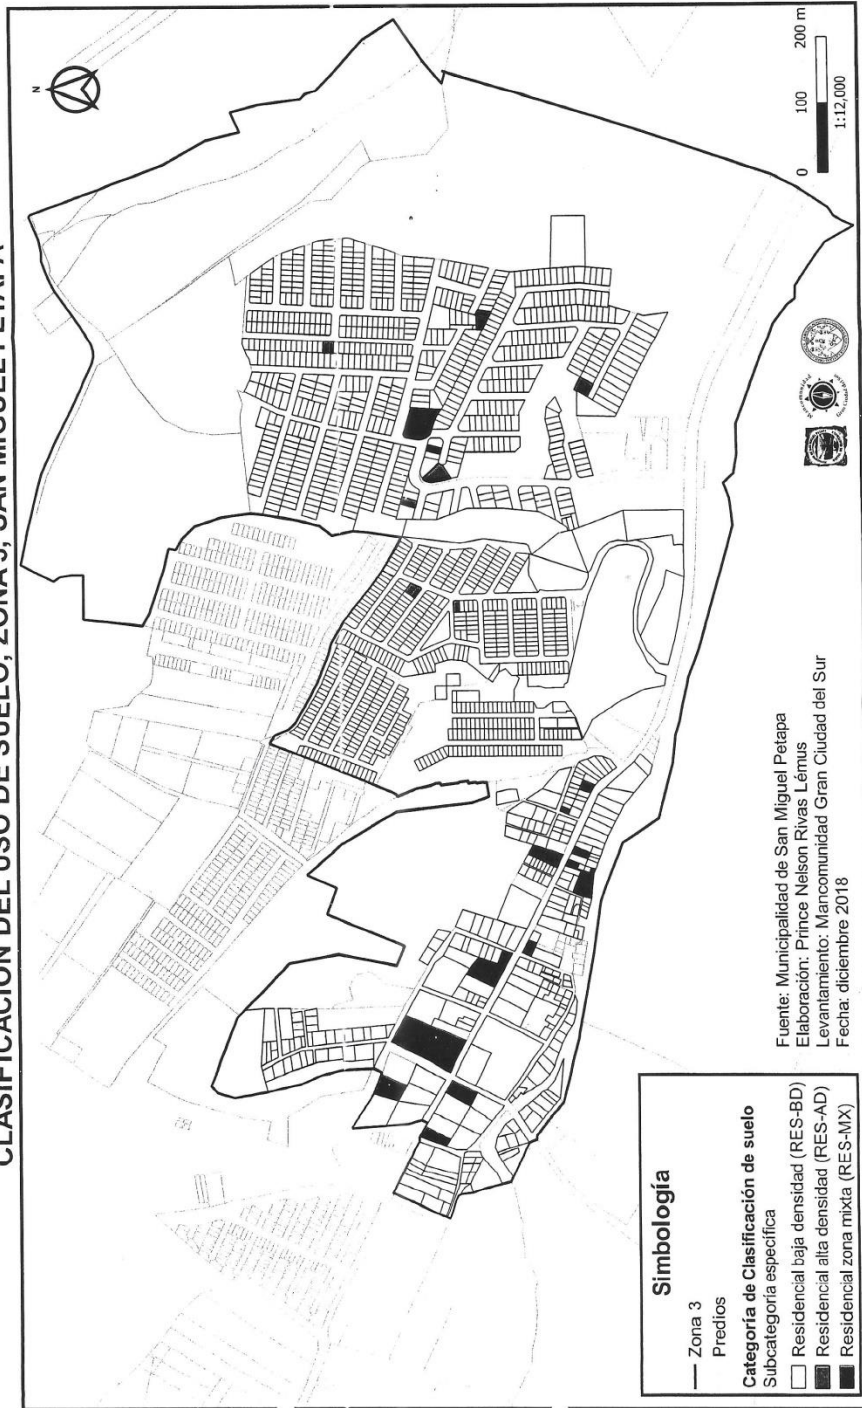 CLASIFICACIÓN DEL USO DE SUELO, ZONA 3, SAN MIGUEL PETAPA
N
0 100 200 m
1:12,000
Mancomunidad
Fuente: Municipalidad de San Miguel Petapa
Elaboración: Prince Nelson Rivas Lémus
Levantamiento: Mancomunidad Gran Ciudad del Sur
Fecha: diciembre 2018
Simbología
Zona 3
Predios
Categoría de Clasificación de suelo
Subcategoría específica
Residencial baja densidad (RES-BD)
Residencial alta densidad (RES-AD)
Residencial zona mixta (RES-MX)